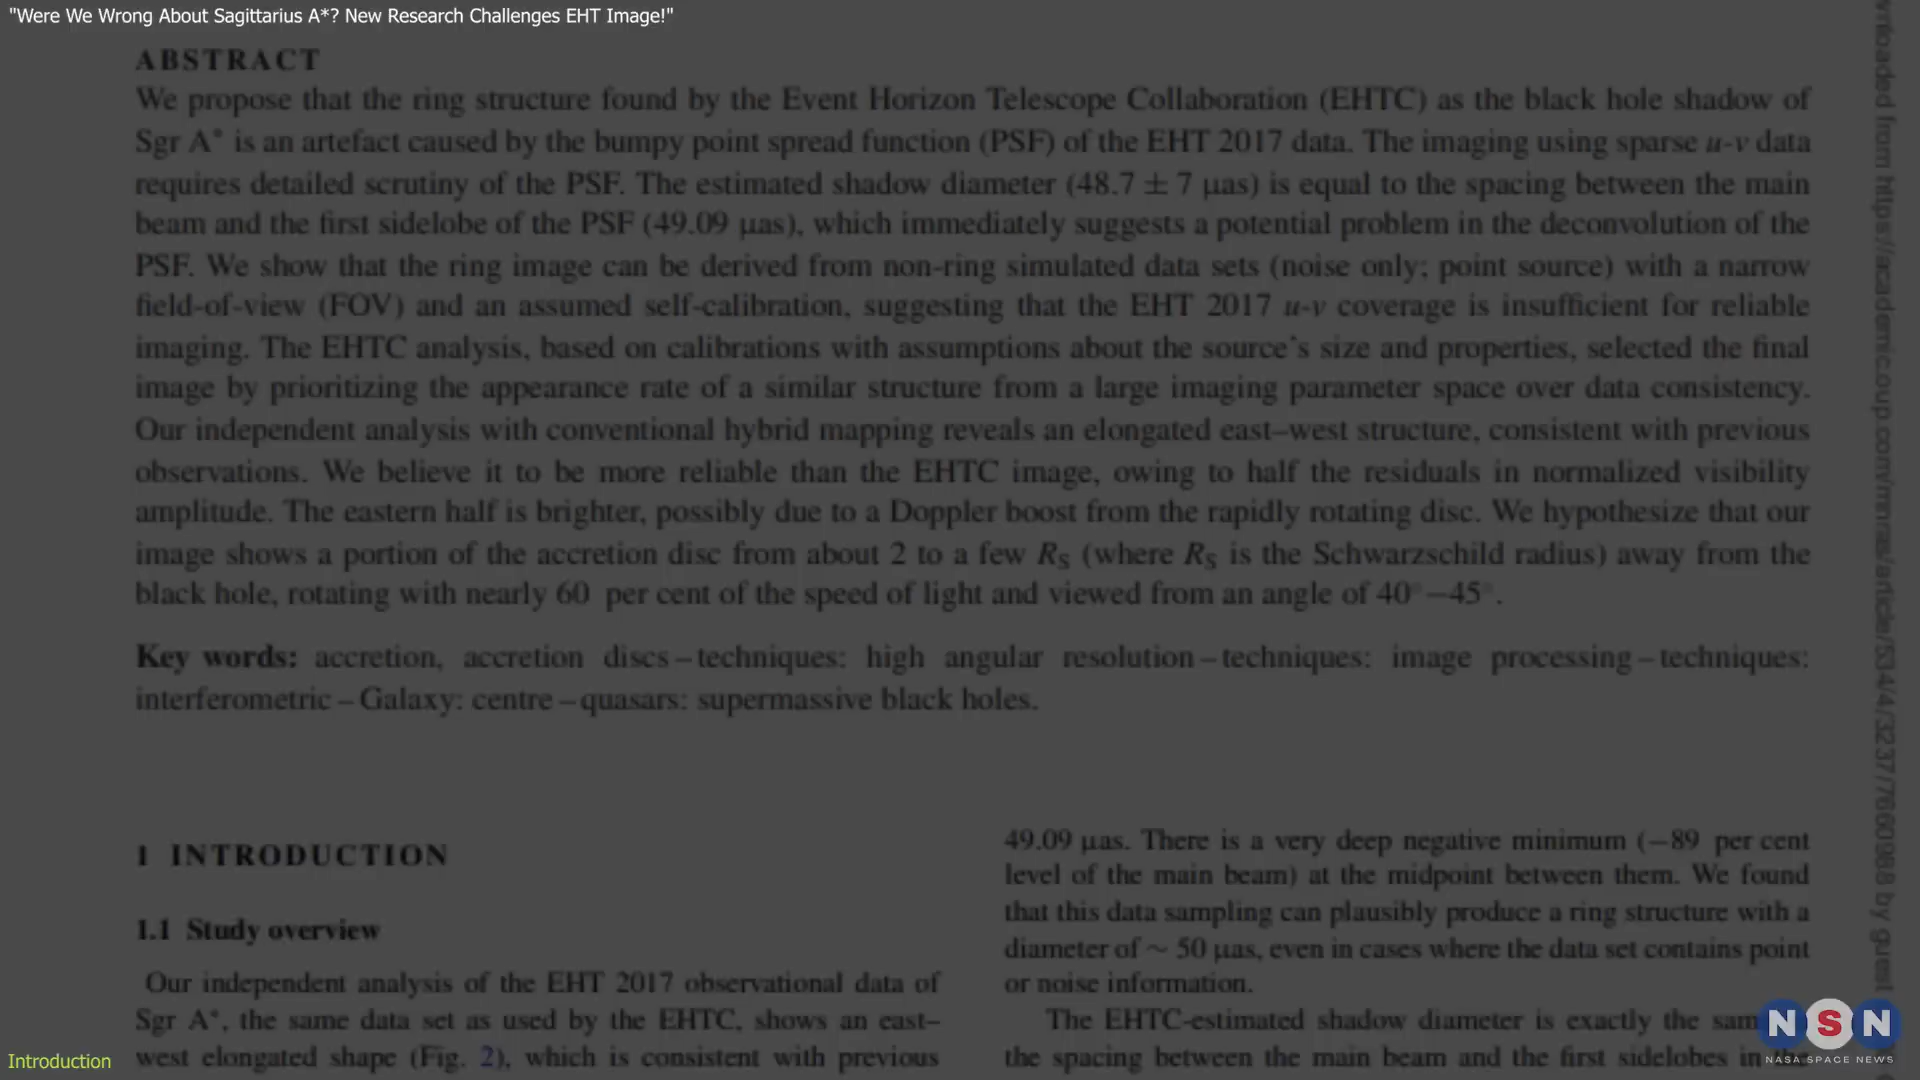 "Were We Wrong About Sagittarius A*? New Research Challenges EHT Image!"
ABSTRACT
We propose that the ring structure found by the Event Horizon Telescope Collaboration (EHTC) as the black hole shadow of
Sgr A* is an artefact caused by the bumpy point spread function (PSF) of the EHT 2017 data. The imaging using sparse u-v data
requires detailed scrutiny of the PSF. The estimated shadow diameter (48.7 ± 7 μas) is equal to the spacing between the main
beam and the first sidelobe of the PSF (49.09 μas), which immediately suggests a potential problem in the deconvolution of the
PSF. We show that the ring image can be derived from non-ring simulated data sets (noise only; point source) with a narrow
field-of-view (FOV) and an assumed self-calibration, suggesting that the EHT 2017 u-v coverage is insufficient for reliable
imaging. The EHTC analysis, based on calibrations with assumptions about the source's size and properties, selected the final
image by prioritizing the appearance rate of a similar structure from a large imaging parameter space over data consistency.
Our independent analysis with conventional hybrid mapping reveals an elongated east–west structure, consistent with previous
observations. We believe it to be more reliable than the EHTC image, owing to half the residuals in normalized visibility
amplitude. The eastern half is brighter, possibly due to a Doppler boost from the rapidly rotating disc. We hypothesize that our
image shows a portion of the accretion disc from about 2 to a few RS (where RS is the Schwarzschild radius) away from the
black hole, rotating with nearly 60 per cent of the speed of light and viewed from an angle of 40°–45°.
Key words: accretion, accretion discs – techniques: high angular resolution – techniques: image processing – techniques:
interferometric – Galaxy: centre – quasars: supermassive black holes.
1 INTRODUCTION
1.1 Study overview
Our independent analysis of the EHT 2017 observational data of
Sgr A*, the same data set as used by the EHTC, shows an east–
west elongated shape (Fig. 2), which is consistent with previous
49.09 μas. There is a very deep negative minimum (−89 per cent
level of the main beam) at the midpoint between them. We found
that this data sampling can plausibly produce a ring structure with a
diameter of ∼ 50 μas, even in cases where the data set contains point
or noise information.
The EHTC-estimated shadow diameter is exactly the sam
the spacing between the main beam and the first sidelobes in
wnloaded from https://academic.oup.com/mnras/article/534/4/3237/7660988 by guest
Introduction
NSN
NASA SPACE NEWS